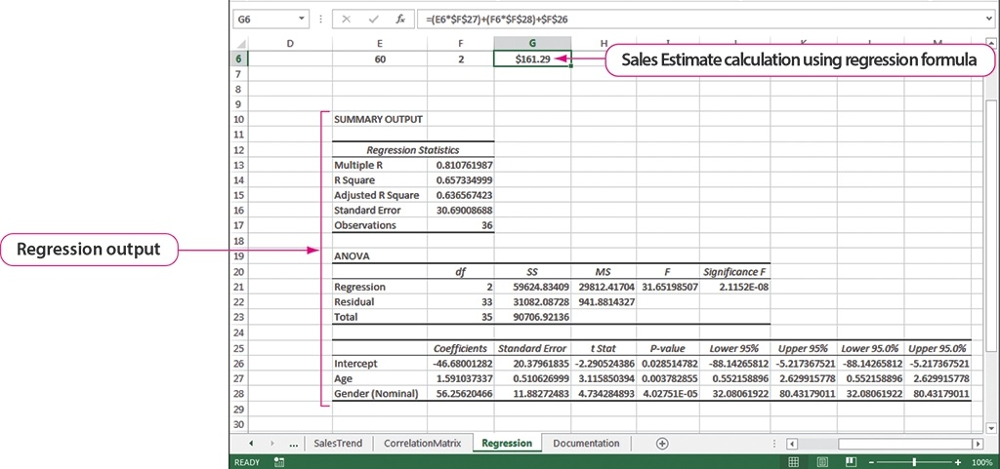 G6 fx =(E6*$F$27)+(F6*$F$28)+$F$26
D E F G H
6 60 2 $161.29 Sales Estimate calculation using regression formula
7
8
9
10 SUMMARY OUTPUT
11
12 Regression Statistics
13 Multiple R 0.810761987
14 R Square 0.657334999
15 Adjusted R Square 0.636567423
16 Standard Error 30.69008688
17 Observations 36
18
Regression output
19 ANOVA
20 df SS MS F Significance F
21 Regression 2 59624.83409 29812.41704 31.65198507 2.1152E-08
22 Residual 33 31082.08728 941.8814327
23 Total 35 90706.92136
24
25 Coefficients Standard Error t Stat P-value Lower 95% Upper 95% Lower 95.0% Upper 95.0%
26 Intercept -46.68001282 20.37961835 -2.290524386 0.028514782 -88.14265812 -5.217367521 -88.14265812 -5.217367521
27 Age 1.591037337 0.510626999 3.115850394 0.003782855 0.552158896 2.629915778 0.552158896 2.629915778
28 Gender (Nominal) 56.25620466 11.88272483 4.734284893 4.02751E-05 32.08061922 80.43179011 32.08061922 80.43179011
29
30
... SalesTrend CorrelationMatrix Regression Documentation
READY 100%